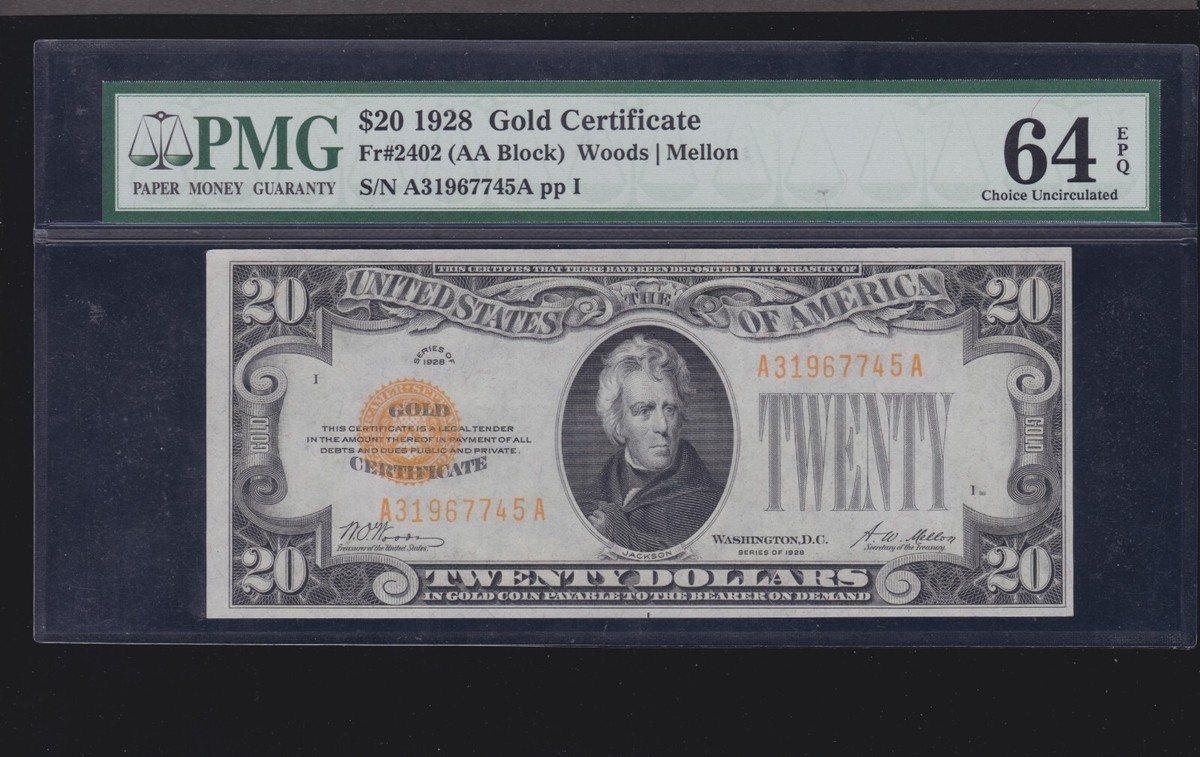 PMG
PAPER MONEY GUARANTY
$20 1928 Gold Certificate
Fr#2402 (AA Block) Woods | Mellon
S/N A31967745A pp I
64
EPQ
Choice Uncirculated
THIS CERTIFIES THAT THERE HAVE BEEN DEPOSITED IN THE TREASURY OF
20
UNITED STATES THE OF AMERICA
20
SERIES OF
1928
A31967745A
I
GOLD
THIS CERTIFICATE IS A LEGAL TENDER
IN THE AMOUNT THEREOF IN PAYMENT OF ALL
DEBTS AND DUES PUBLIC AND PRIVATE.
CERTIFICATE
TWENTY
GOLD
GOLD
I
A31967745A
W.O. Woods
Treasurer of the United States.
JACKSON
WASHINGTON, D.C.
SERIES OF 1928
A. W. Mellon
Secretary of the Treasury.
20
TWENTY DOLLARS
20
IN GOLD COIN PAYABLE TO THE BEARER ON DEMAND